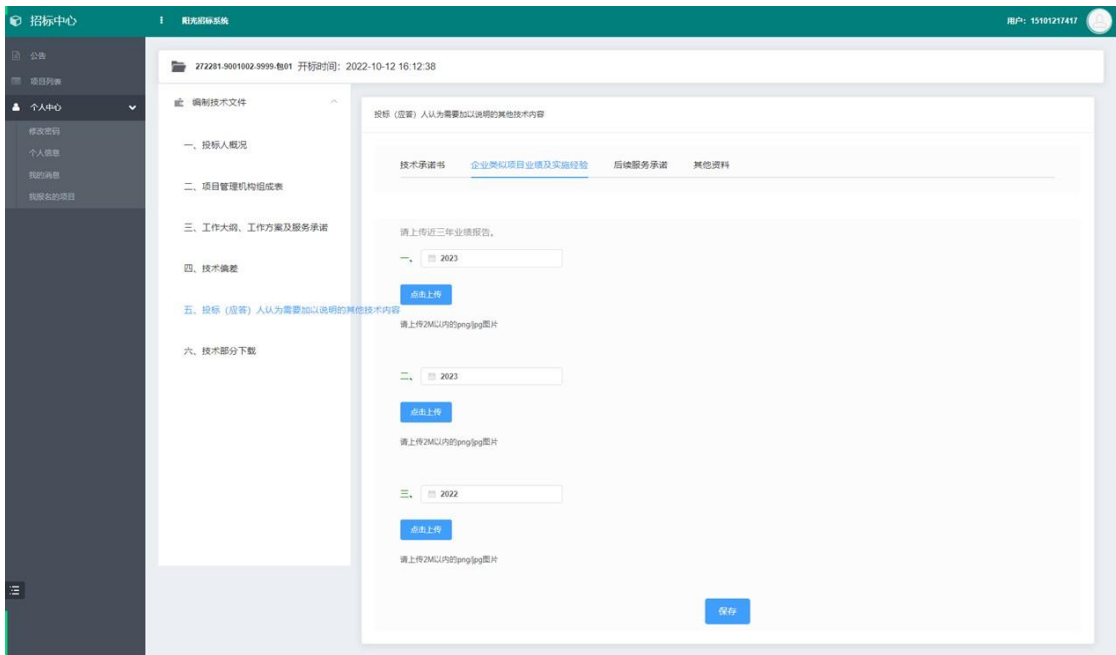 招标中心
阳光招标系统
用户：15101217417
公告
项目列表
个人中心
修改密码
个人信息
我的消息
我报名的项目
272281-9001002-9999-包01 开标时间：2022-10-12 16:12:38
编制技术文件
一、投标人概况
二、项目管理机构组成表
三、工作大纲、工作方案及服务承诺
四、技术偏差
五、投标（应答）人认为需要加以说明的其他技术内容
六、技术部分下载
投标（应答）人认为需要加以说明的其他技术内容
技术承诺书 企业类似项目业绩及实施经验 后续服务承诺 其他资料
请上传近三年业绩报告。
一、 2023
点击上传
请上传2M以内的png/jpg图片
二、 2023
点击上传
请上传2M以内的png/jpg图片
三、 2022
点击上传
请上传2M以内的png/jpg图片
保存